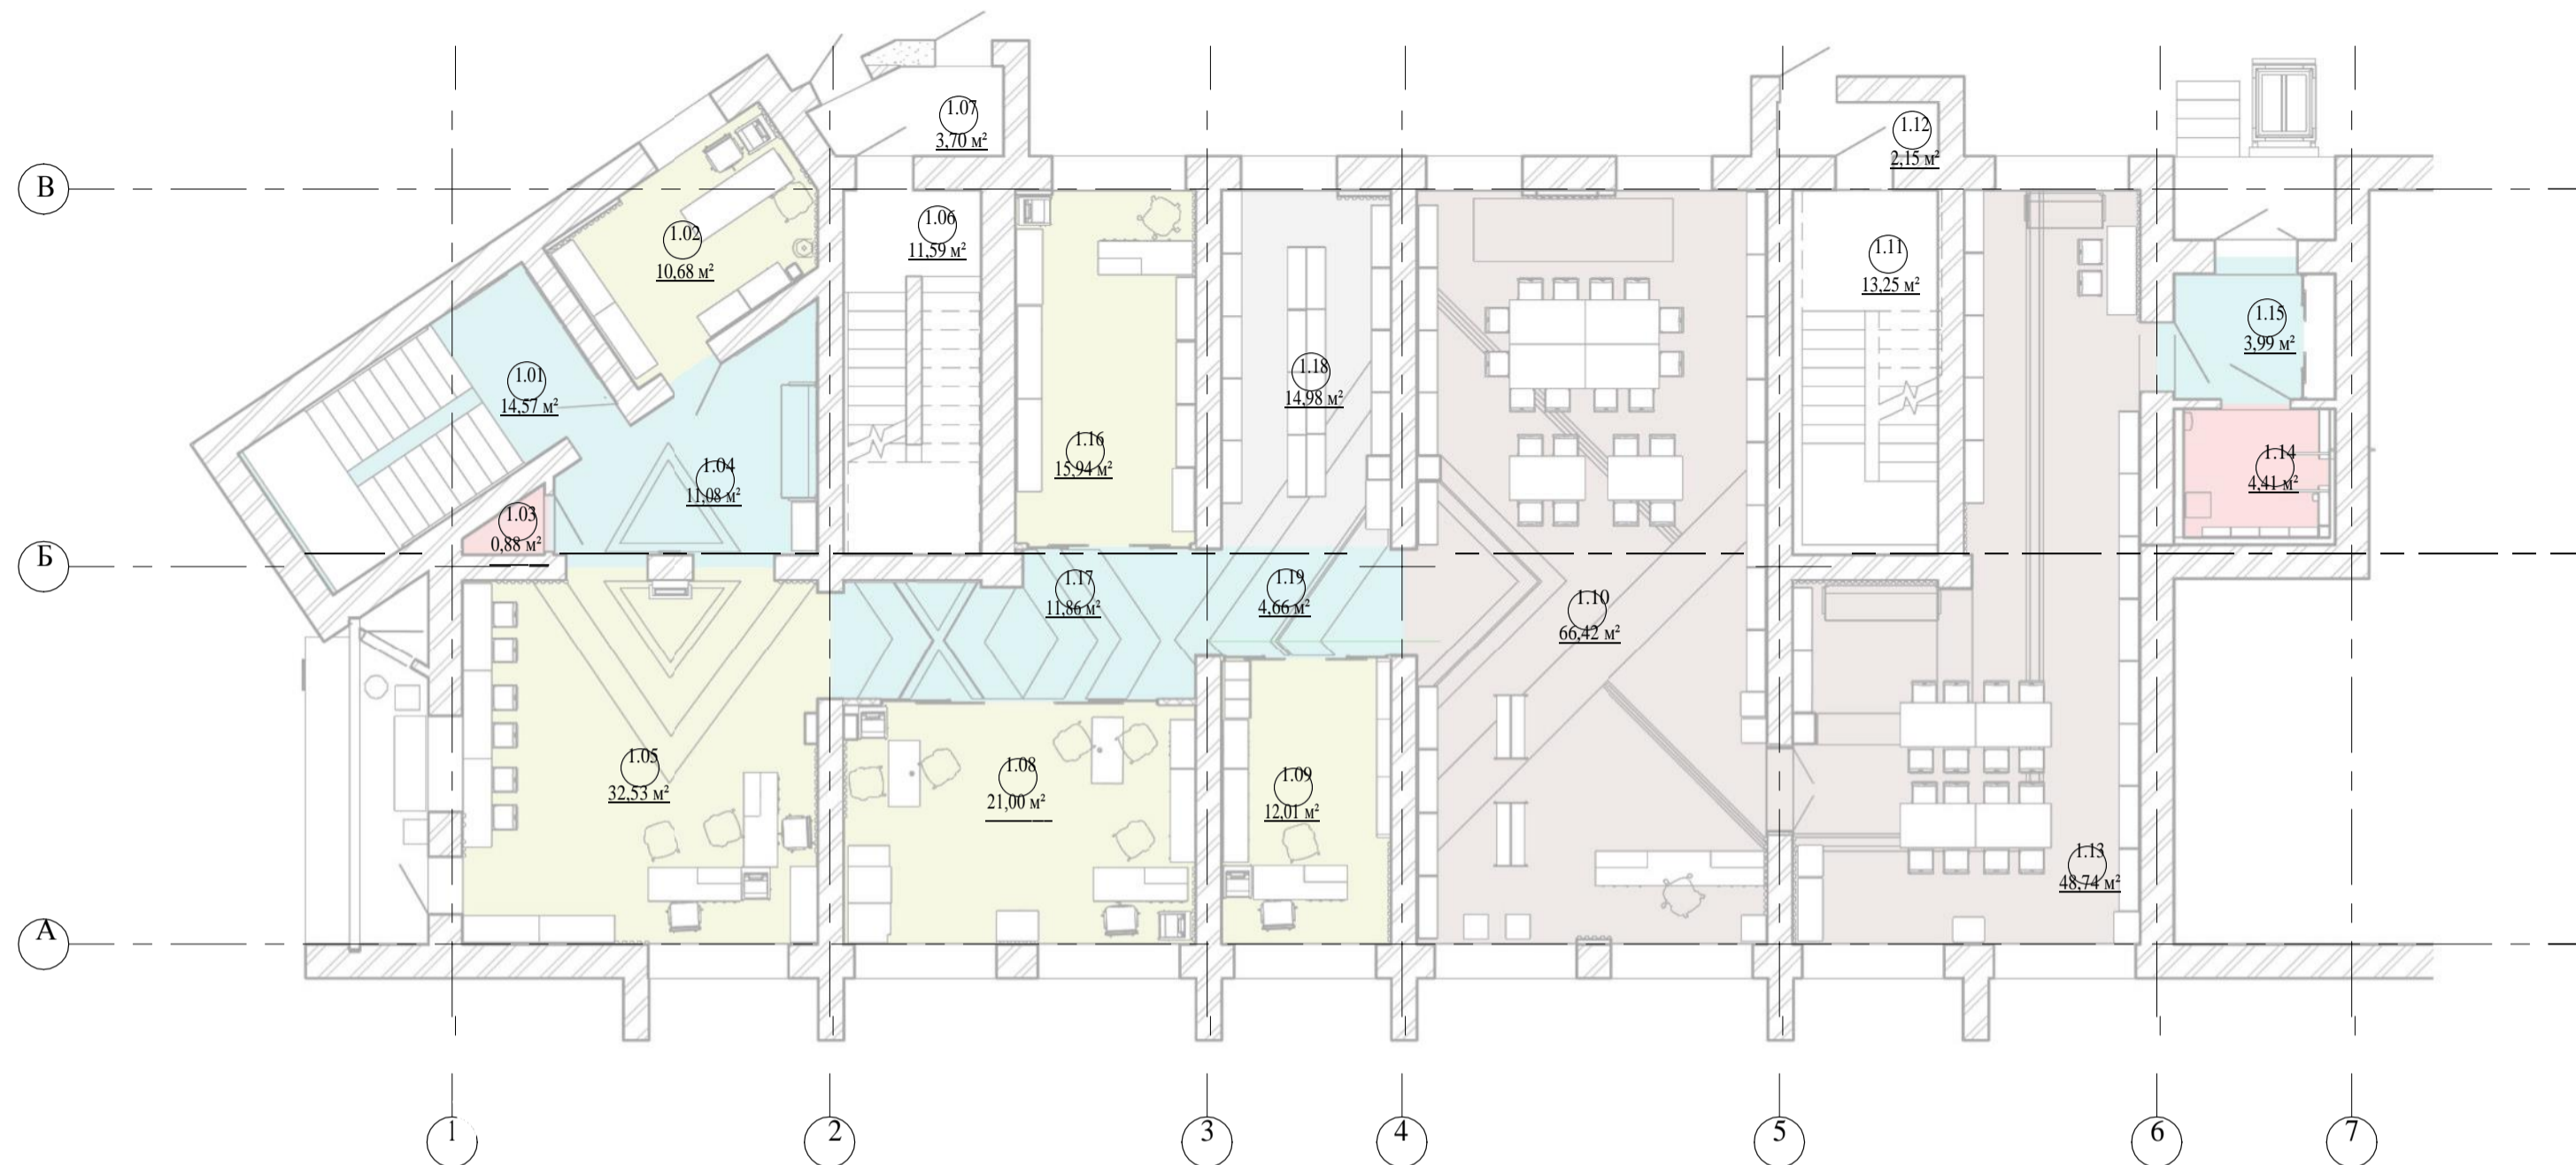 1.07
3,70 м²
1.12
2,15 м²
В
1.06
11,59 м²
1.02
10,68 м²
1.11
13,25 м²
1.15
3,99 м²
1.01
14,57 м²
1.18
14,98 м²
1.16
15,94 м²
1.04
11,08 м²
1.14
4,41 м²
1.03
0,88 м²
Б
1.17
11,86 м²
1.19
4,66 м²
1.10
66,42 м²
1.05
32,53 м²
1.08
21,00 м²
1.09
12,01 м²
1.13
48,74 м²
А
1 2 3 4 5 6 7